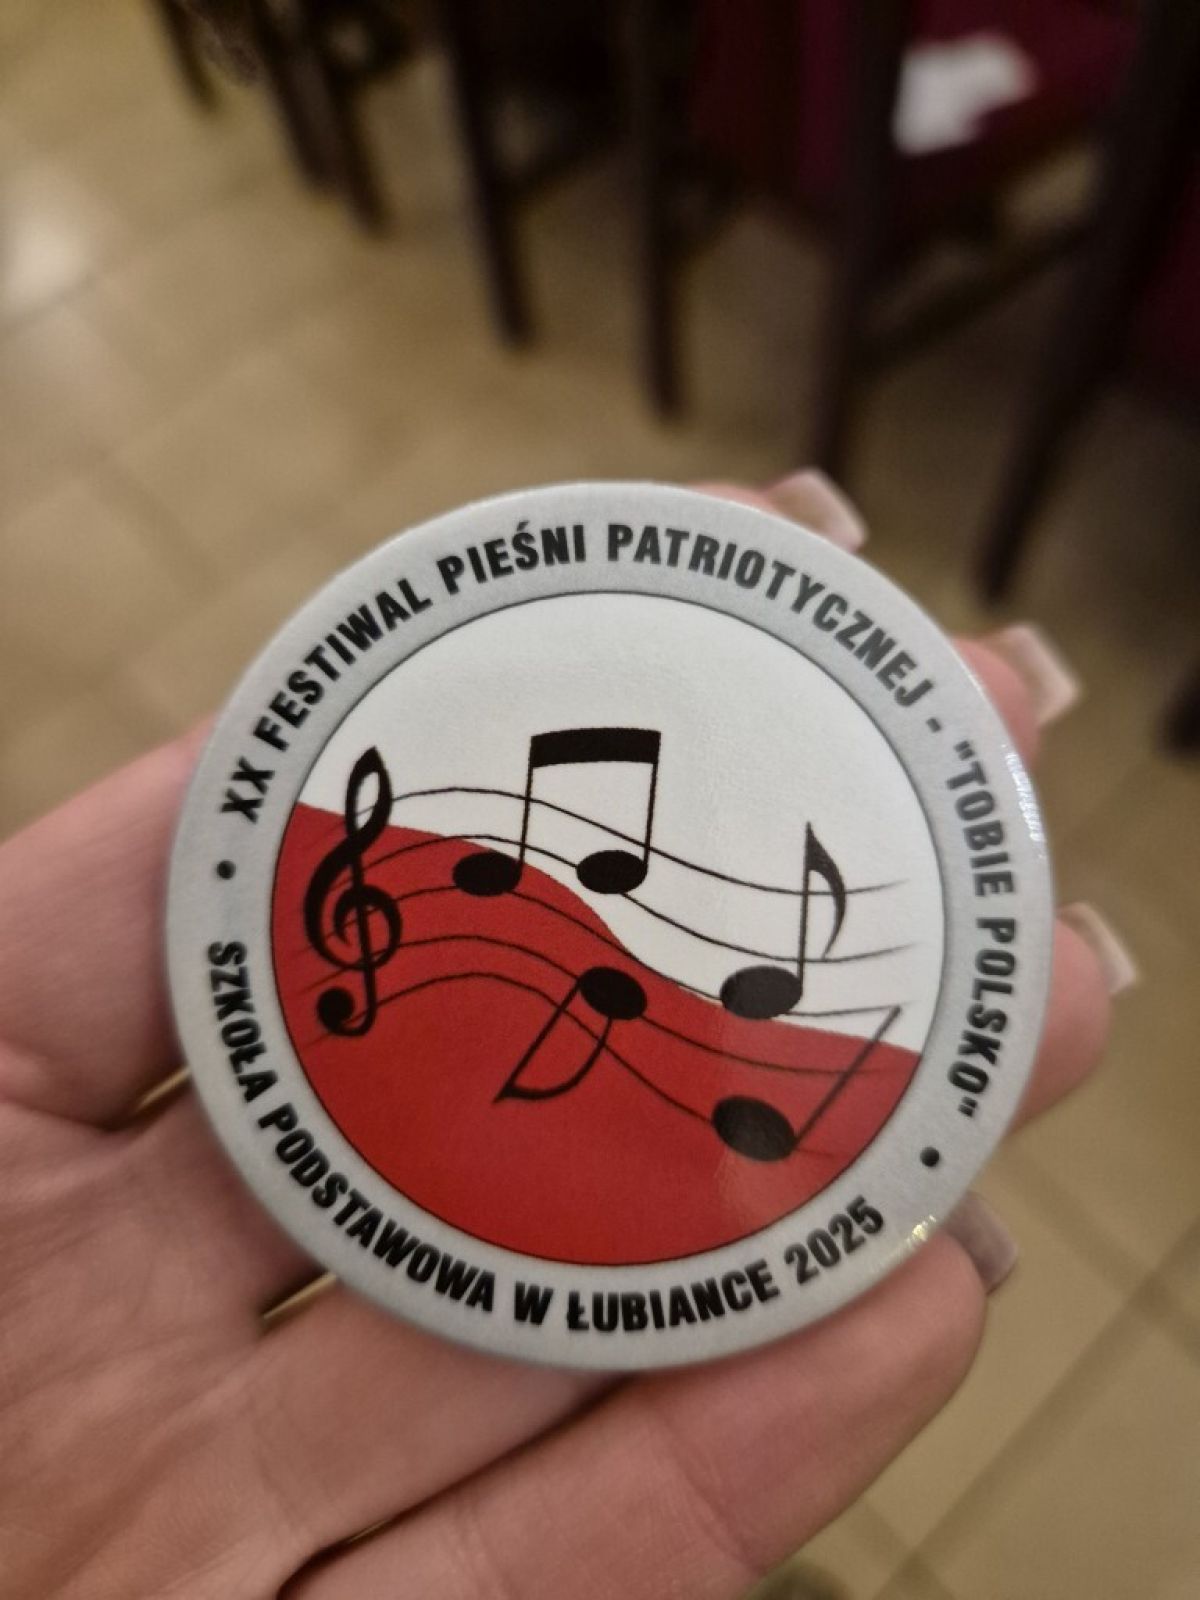 XX FESTIWAL PIEŚNI PATRIOTYCZNEJ - "TOBIE POLSKO"
SZKOŁA PODSTAWOWA W ŁUBIANCE 2025